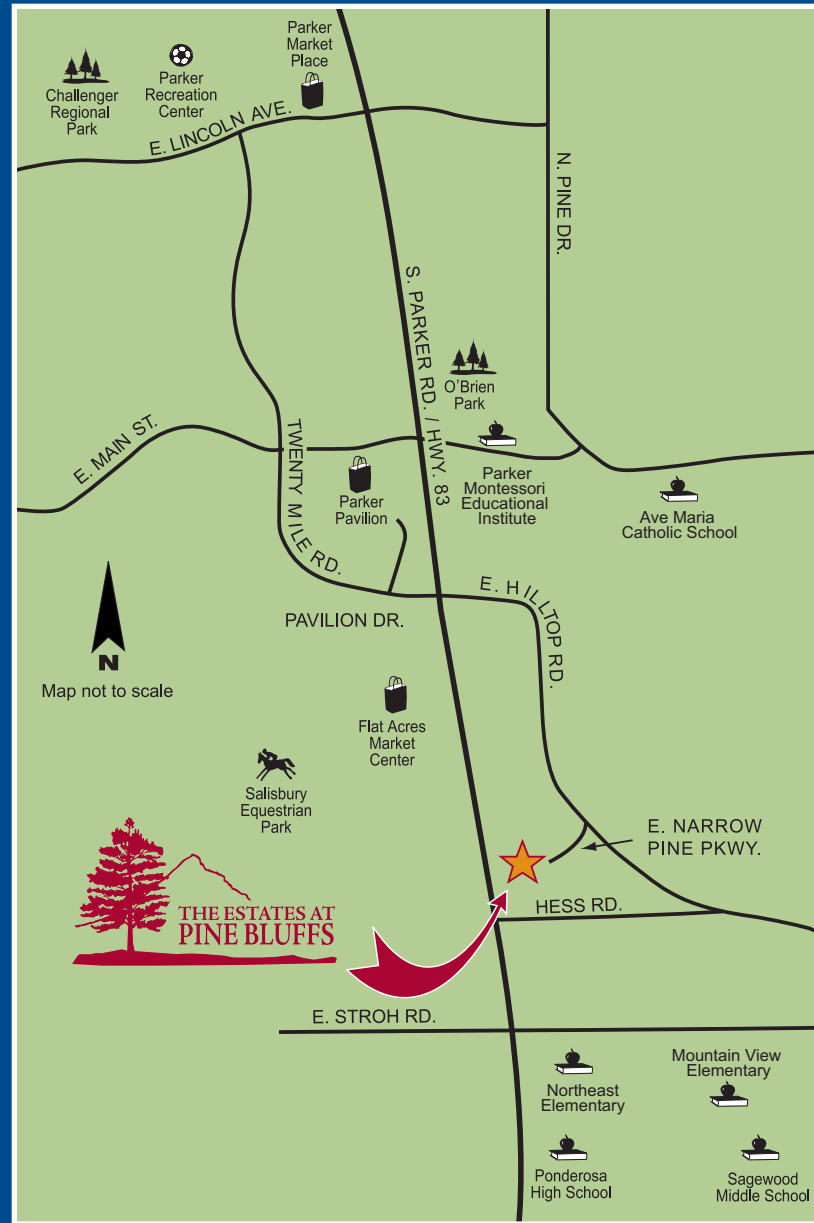 Parker
Market
Place
Challenger
Regional
Park
Parker
Recreation
Center
E. LINCOLN AVE.
N. PINE DR.
S. PARKER RD. / HWY. 83
O'Brien
Park
E. MAIN ST.
TWENTY MILE RD.
Parker
Pavilion
Parker
Montessori
Educational
Institute
Ave Maria
Catholic School
E. HILLTOP RD.
PAVILION DR.
N
Map not to scale
Flat Acres
Market
Center
Salisbury
Equestrian
Park
E. NARROW
PINE PKWY.
THE ESTATES AT
PINE BLUFFS
HESS RD.
E. STROH RD.
Northeast
Elementary
Mountain View
Elementary
Ponderosa
High School
Sagewood
Middle School